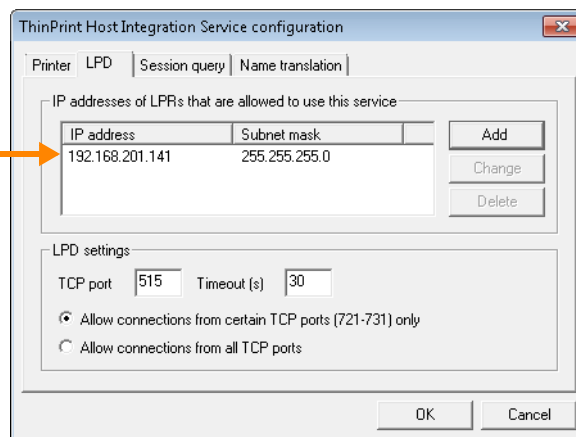 ThinPrint Host Integration Service configuration
Printer LPD Session query Name translation
IP addresses of LPRs that are allowed to use this service
IP address Subnet mask
192.168.201.141 255.255.255.0
Add
Change
Delete
LPD settings
TCP port 515 Timeout (s) 30
Allow connections from certain TCP ports (721-731) only
Allow connections from all TCP ports
OK Cancel